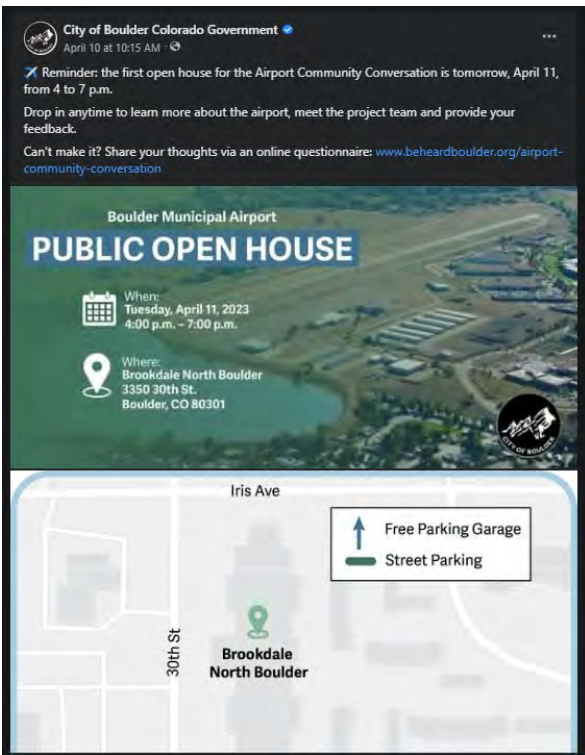 City of Boulder Colorado Government
April 10 at 10:15 AM ·
Reminder: the first open house for the Airport Community Conversation is tomorrow, April 11,
from 4 to 7 p.m.
Drop in anytime to learn more about the airport, meet the project team and provide your
feedback.
Can't make it? Share your thoughts via an online questionnaire: www.beheardboulder.org/airport-
community-conversation
Boulder Municipal Airport
PUBLIC OPEN HOUSE
When:
Tuesday, April 11, 2023
4:00 p.m. – 7:00 p.m.
Where:
Brookdale North Boulder
3350 30th St.
Boulder, CO 80301
CITY OF BOULDER
Iris Ave
Free Parking Garage
Street Parking
30th St
Brookdale
North Boulder